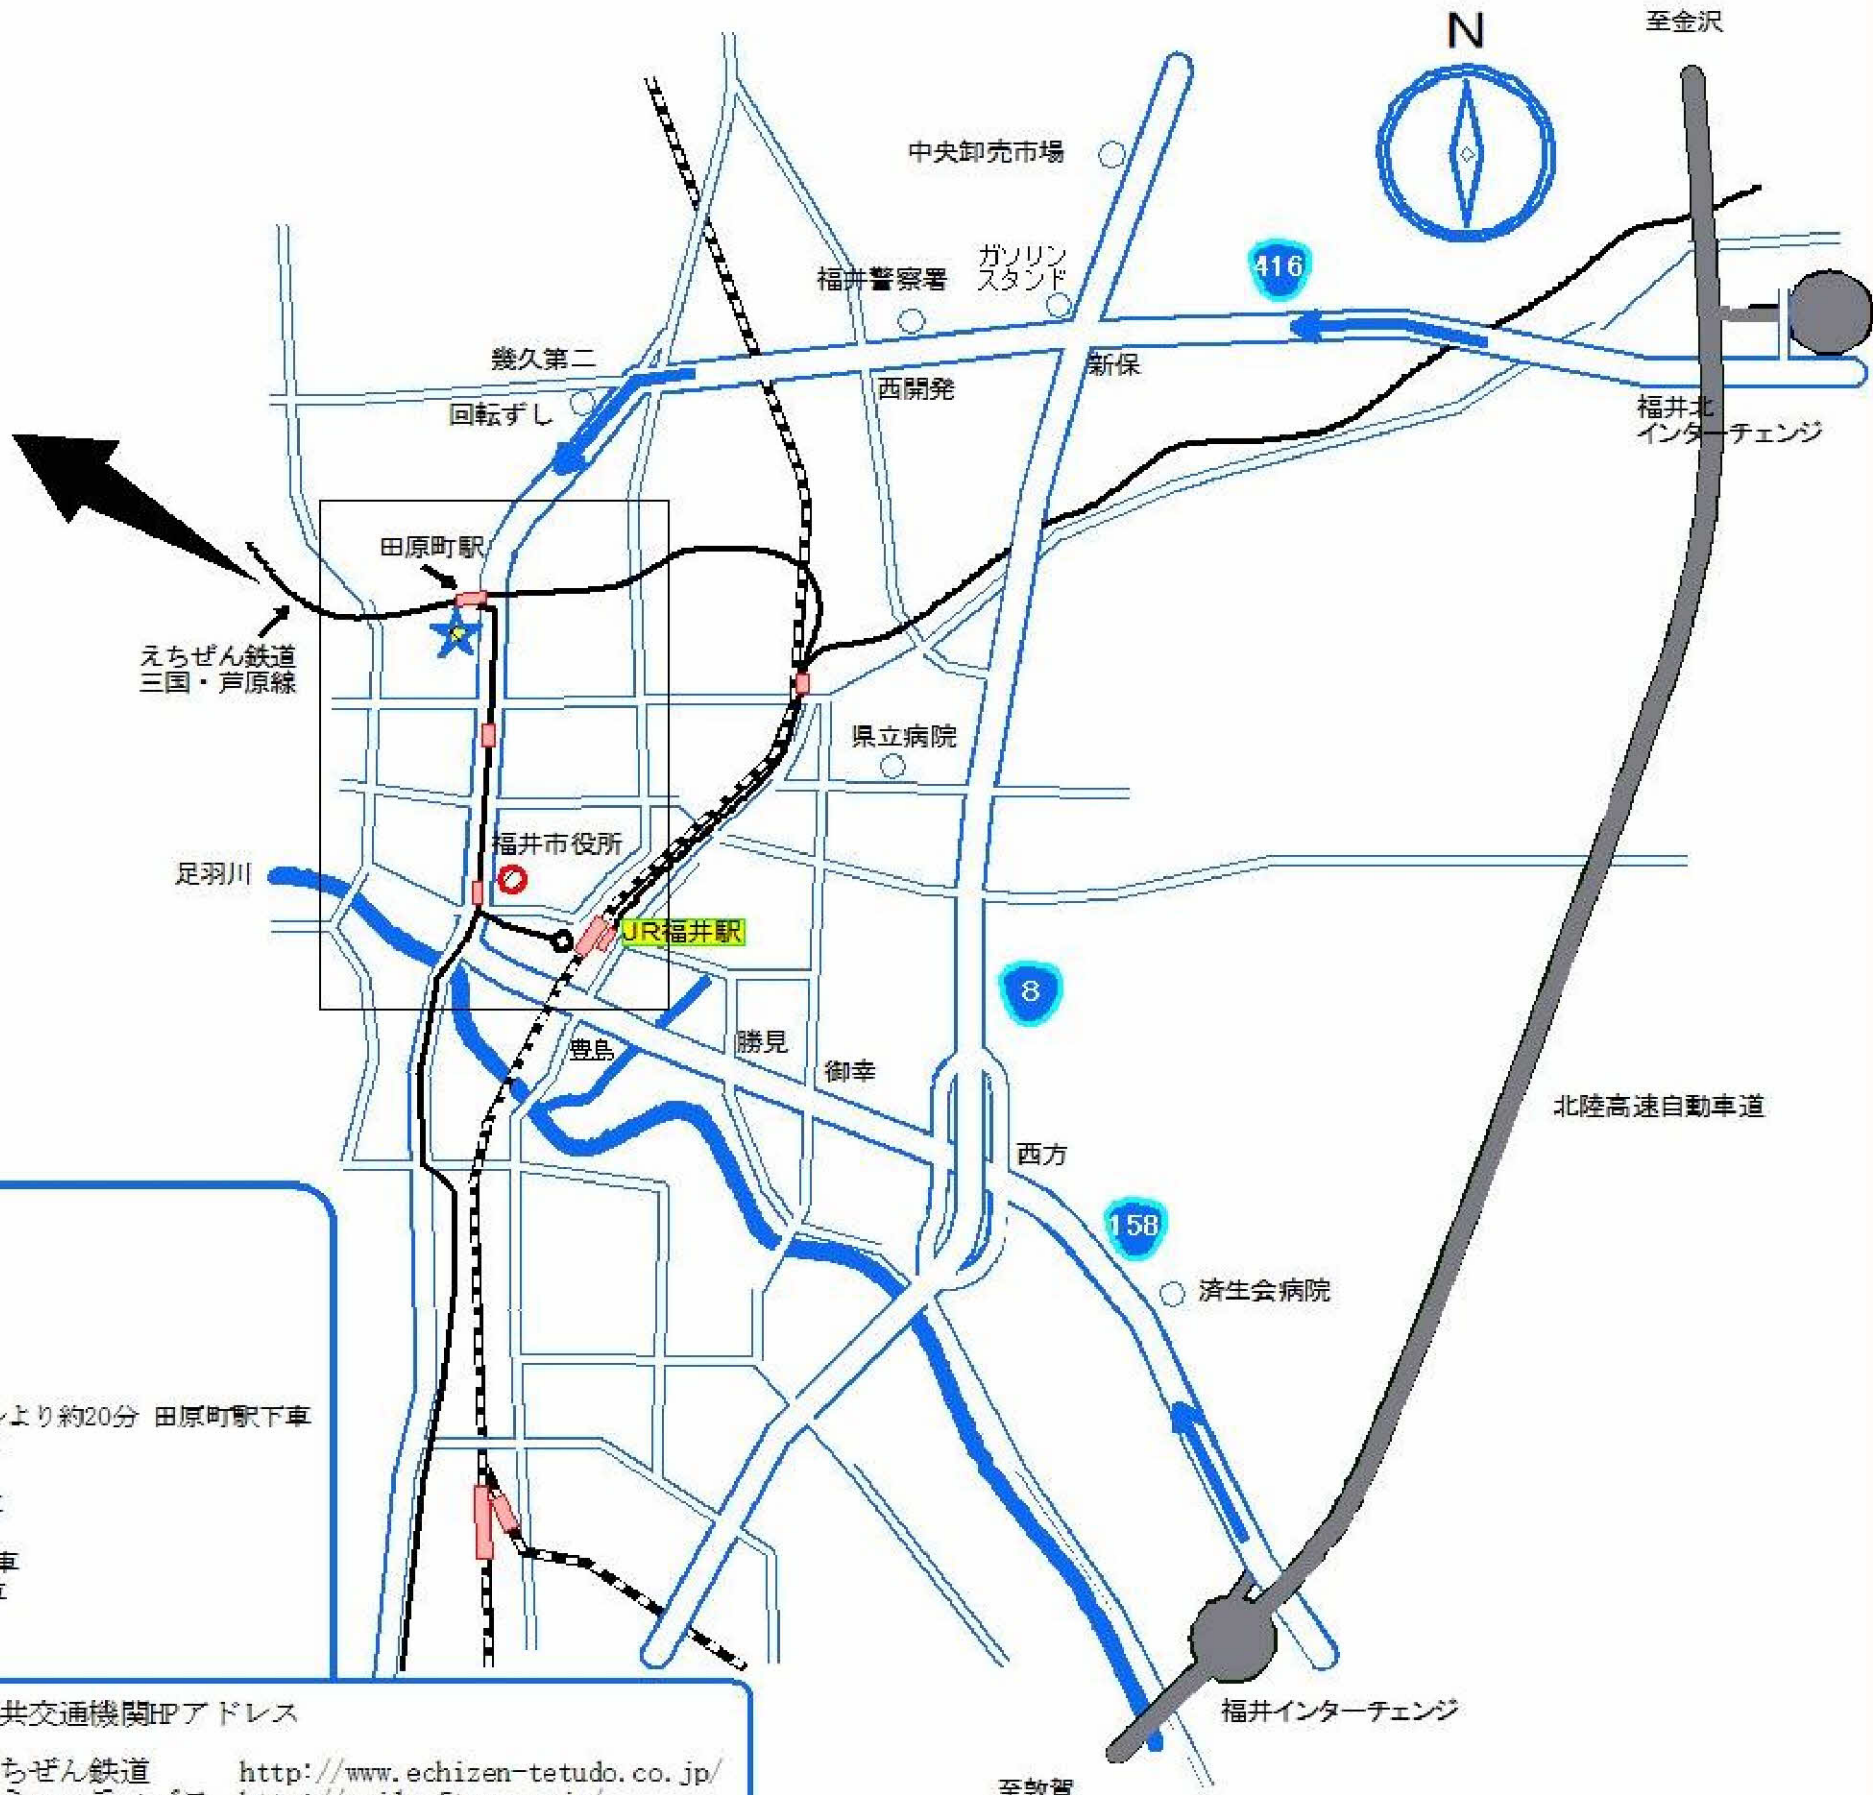 至金沢
N
中央卸売市場
ガソリン
スタンド
416
福井警察署
幾久第二
新保
西開発
回転ずし
福井北
インターチェンジ
田原町駅
えちぜん鉄道
三国・芦原線
県立病院
福井市役所
足羽川
JR福井駅
8
豊島
勝見
御幸
北陸高速自動車道
西方
158
済生会病院
より約20分 田原町駅下車
車
福井インターチェンジ
共交通機関HPアドレス
ちぜん鉄道 http://www.echizen-tetudo.co.jp/
至敦賀